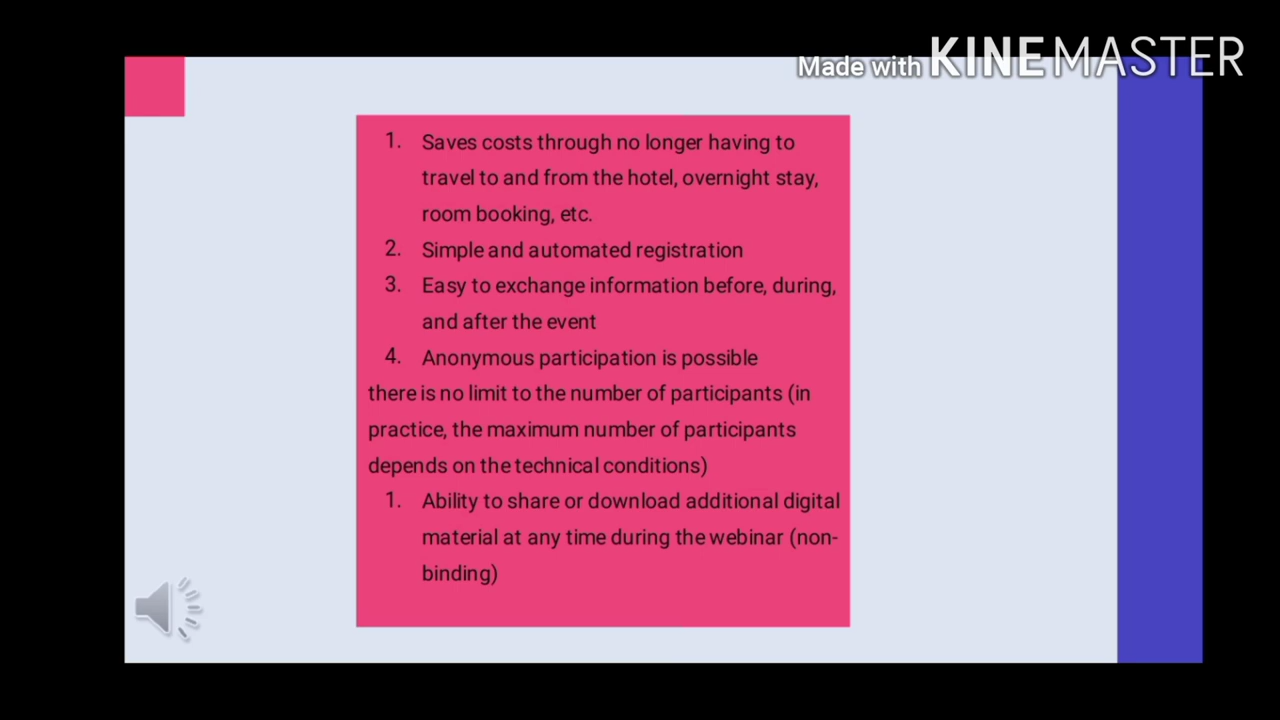 Made with KINEMASTER
1. Saves costs through no longer having to
travel to and from the hotel, overnight stay,
room booking, etc.
2. Simple and automated registration
3. Easy to exchange information before, during,
and after the event
4. Anonymous participation is possible
there is no limit to the number of participants (in
practice, the maximum number of participants
depends on the technical conditions)
1. Ability to share or download additional digital
material at any time during the webinar (non-
binding)